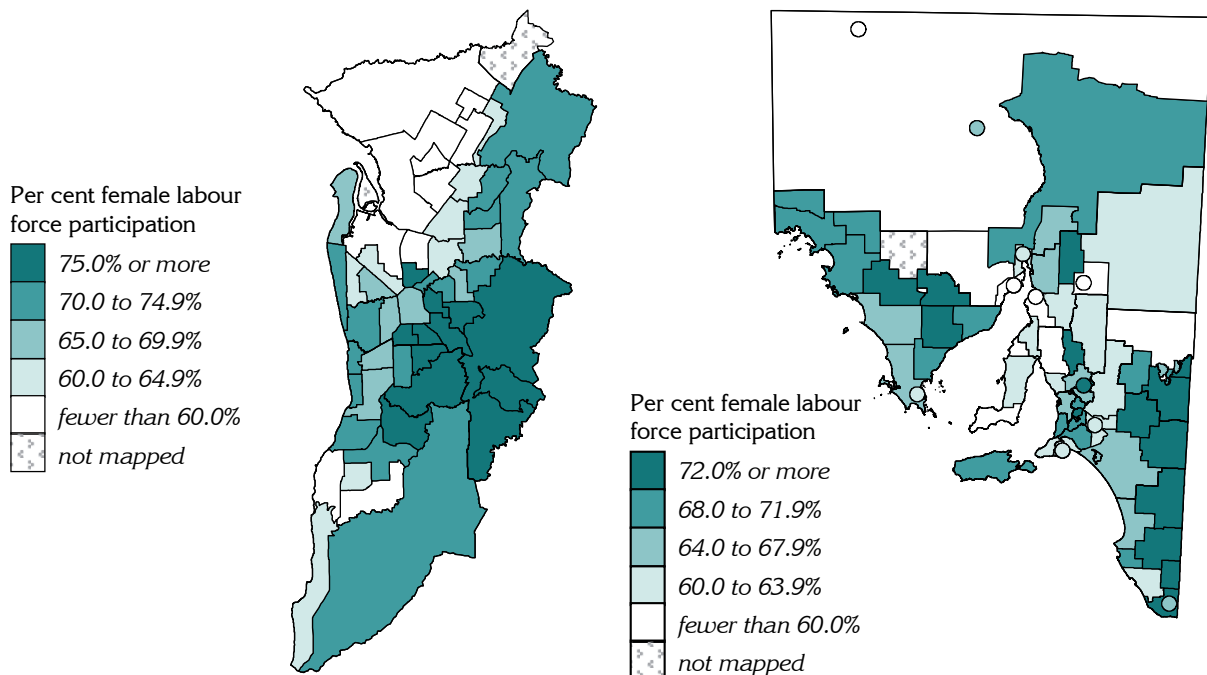 Per cent female labour
force participation
75.0% or more
70.0 to 74.9%
65.0 to 69.9%
60.0 to 64.9%
fewer than 60.0%
not mapped
Per cent female labour
force participation
72.0% or more
68.0 to 71.9%
64.0 to 67.9%
60.0 to 63.9%
fewer than 60.0%
not mapped